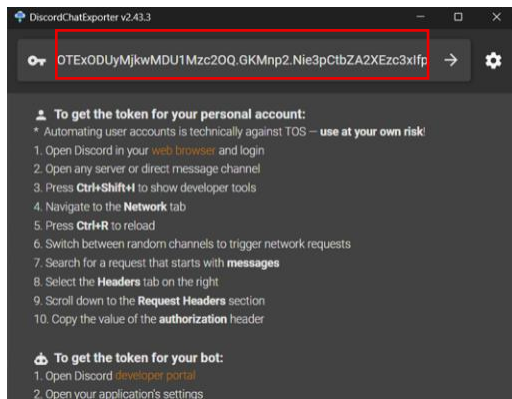 DiscordChatExporter v2.43.3
OTExODUyMjkwMDU1Mzc2OQ.GKMnp2.Nie3pCtbZA2XEzc3xIfp
To get the token for your personal account:
* Automating user accounts is technically against TOS — use at your own risk!
1. Open Discord in your web browser and login
2. Open any server or direct message channel
3. Press Ctrl+Shift+I to show developer tools
4. Navigate to the Network tab
5. Press Ctrl+R to reload
6. Switch between random channels to trigger network requests
7. Search for a request that starts with messages
8. Select the Headers tab on the right
9. Scroll down to the Request Headers section
10. Copy the value of the authorization header
To get the token for your bot:
1. Open Discord developer portal
2. Open your application's settings